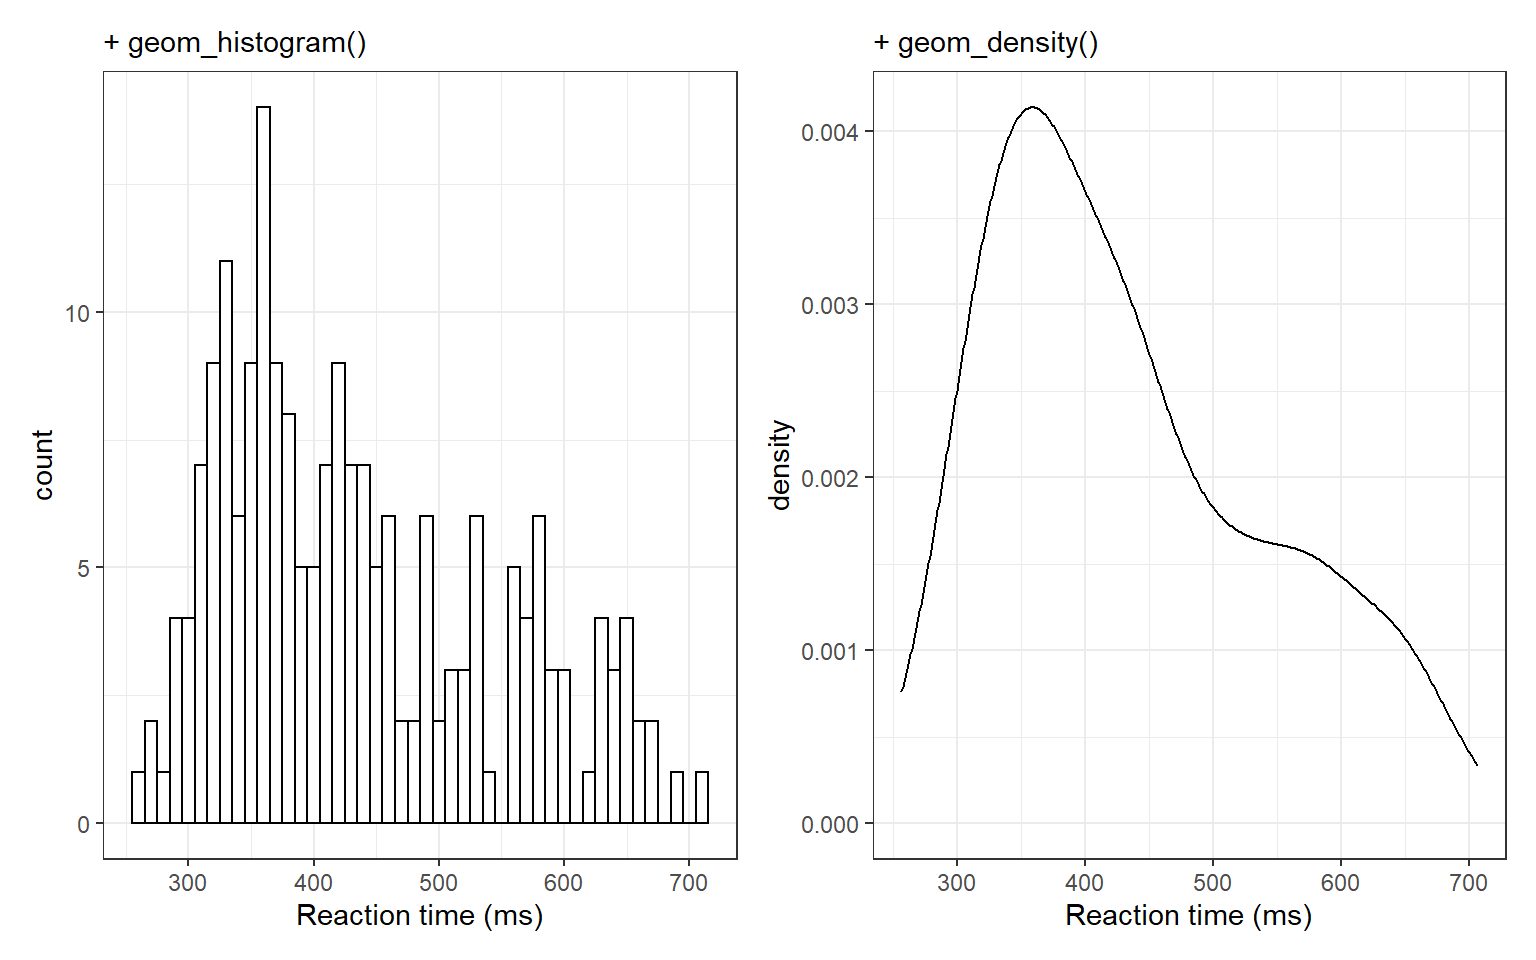 + geom_histogram()
count
10
5
0
300 400 500 600 700
Reaction time (ms)
+ geom_density()
density
0.004
0.003
0.002
0.001
0.000
300 400 500 600 700
Reaction time (ms)